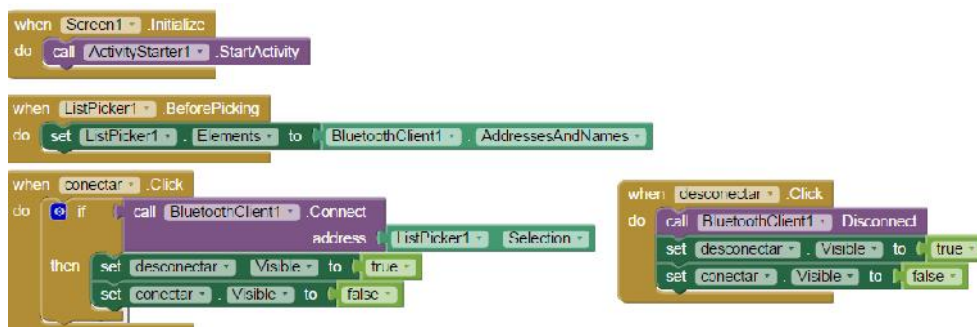 when Screen1 .Initialize
do call ActivityStarter1 .StartActivity
when ListPicker1 .BeforePicking
do set ListPicker1 . Elements to BluetoothClient1 . AddressesAndNames
when conectar .Click
do if call BluetoothClient1 .Connect
address ListPicker1 . Selection
then set desconectar . Visible to true
set conectar . Visible to false
when desconectar .Click
do call BluetoothClient1 .Disconnect
set desconectar . Visible to true
set conectar . Visible to false